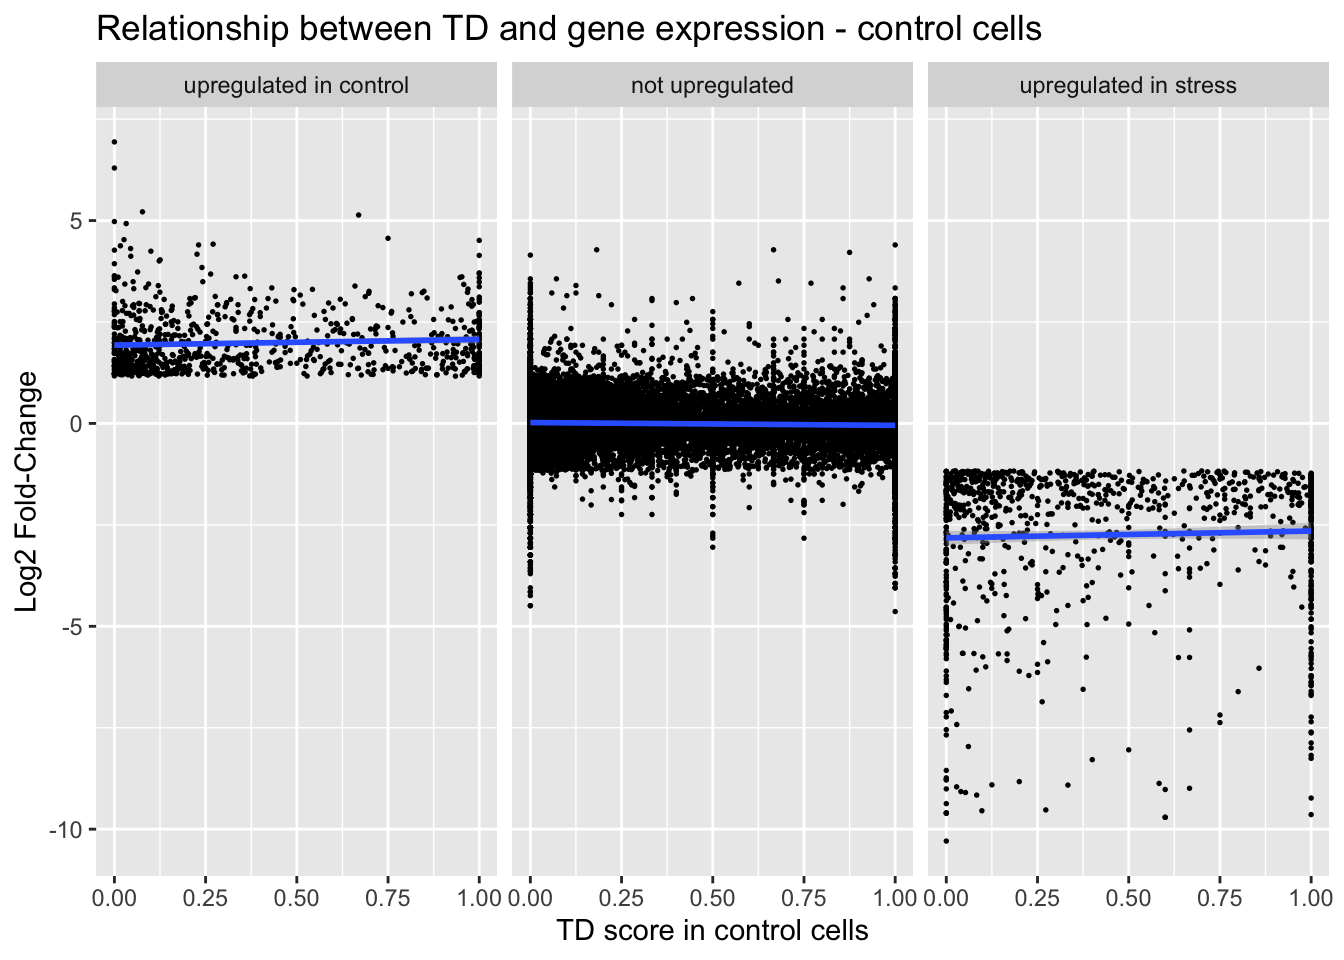 Relationship between TD and gene expression - control cells
upregulated in control
not upregulated
upregulated in stress
Log2 Fold-Change
5
0
-5
-10
0.00 0.25 0.50 0.75 1.00 0.00 0.25 0.50 0.75 1.00 0.00 0.25 0.50 0.75 1.00
TD score in control cells